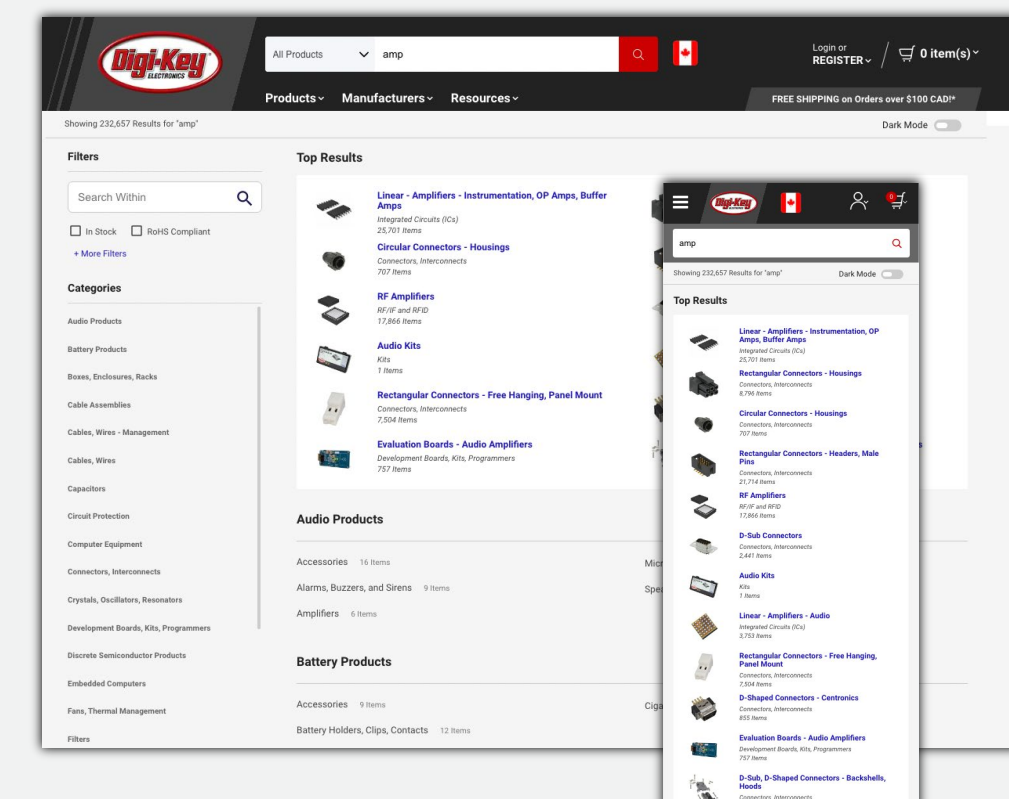 Digi-Key
ELECTRONICS
All Products
amp
Login or
REGISTER
0 item(s)
Products
Manufacturers
Resources
FREE SHIPPING on Orders over $100 CAD!*
Showing 232,657 Results for "amp"
Dark Mode
Filters
Search Within
In Stock
RoHS Compliant
+ More Filters
Categories
Audio Products
Battery Products
Boxes, Enclosures, Racks
Cable Assemblies
Cables, Wires - Management
Cables, Wires
Capacitors
Circuit Protection
Computer Equipment
Connectors, Interconnects
Crystals, Oscillators, Resonators
Development Boards, Kits, Programmers
Discrete Semiconductor Products
Embedded Computers
Fans, Thermal Management
Filters
Top Results
Linear - Amplifiers - Instrumentation, OP Amps, Buffer
Amps
Integrated Circuits (ICs)
25,701 Items
Circular Connectors - Housings
Connectors, Interconnects
707 Items
RF Amplifiers
RF/IF and RFID
17,866 Items
Audio Kits
Kits
1 Items
Rectangular Connectors - Free Hanging, Panel Mount
Connectors, Interconnects
7,504 Items
Evaluation Boards - Audio Amplifiers
Development Boards, Kits, Programmers
757 Items
s
Audio Products
Accessories 16 Items
Alarms, Buzzers, and Sirens 9 Items
Amplifiers 6 Items
Micr
Spea
Battery Products
Accessories 9 Items
Battery Holders, Clips, Contacts 12 Items
Ciga
Digi-Key
0
amp
Showing 232,657 Results for "amp"
Dark Mode
Top Results
Linear - Amplifiers - Instrumentation, OP
Amps, Buffer Amps
Integrated Circuits (ICs)
25,701 Items
Rectangular Connectors - Housings
Connectors, Interconnects
8,796 Items
Circular Connectors - Housings
Connectors, Interconnects
707 Items
Rectangular Connectors - Headers, Male
Pins
Connectors, Interconnects
21,714 Items
RF Amplifiers
RF/IF and RFID
17,866 Items
D-Sub Connectors
Connectors, Interconnects
2,441 Items
Audio Kits
Kits
1 Items
Linear - Amplifiers - Audio
Integrated Circuits (ICs)
3,753 Items
Rectangular Connectors - Free Hanging,
Panel Mount
Connectors, Interconnects
7,504 Items
D-Shaped Connectors - Centronics
Connectors, Interconnects
855 Items
Evaluation Boards - Audio Amplifiers
Development Boards, Kits, Programmers
757 Items
D-Sub, D-Shaped Connectors - Backshells,
Hoods
Connectors, Interconnects